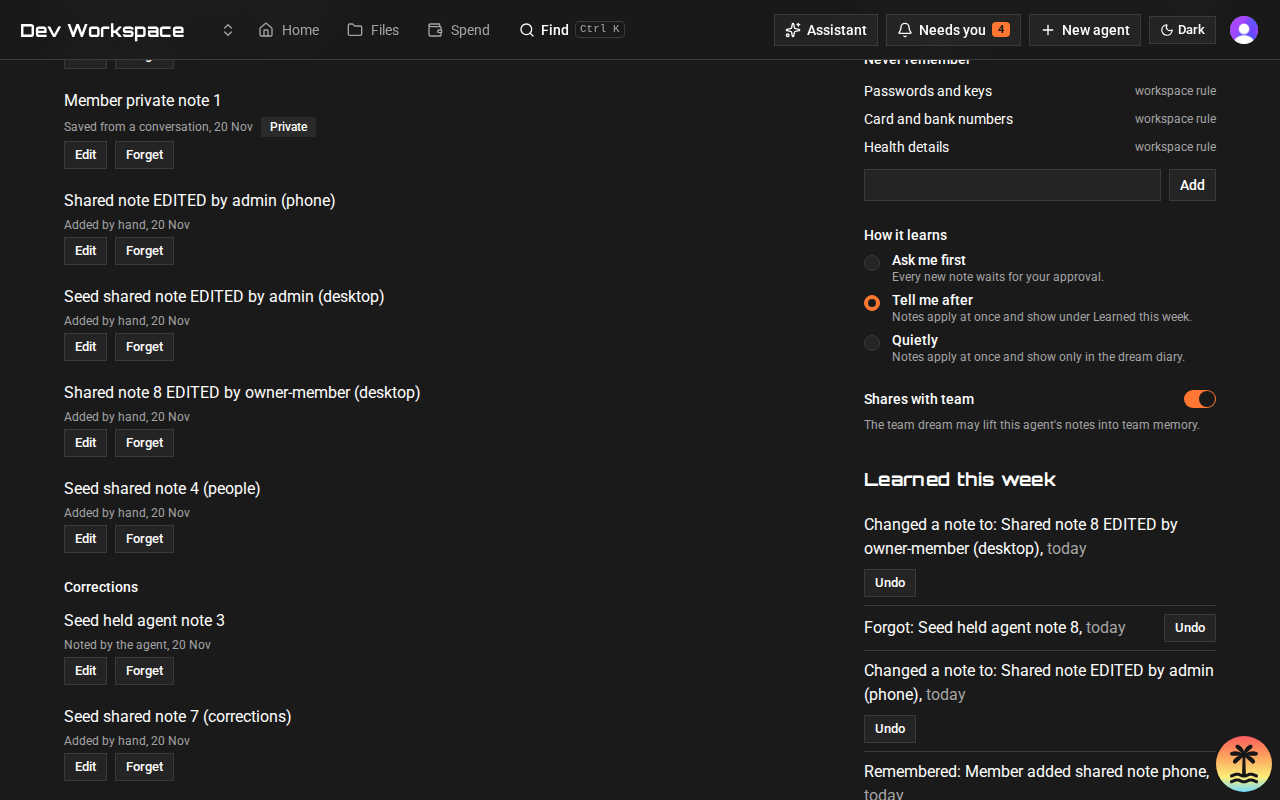 Dev Workspace
Home
Files
Spend
Find
Ctrl K
Assistant
Needs you
4
New agent
Dark
Member private note 1
Saved from a conversation, 20 Nov
Private
Edit
Forget
Shared note EDITED by admin (phone)
Added by hand, 20 Nov
Edit
Forget
Seed shared note EDITED by admin (desktop)
Added by hand, 20 Nov
Edit
Forget
Shared note 8 EDITED by owner-member (desktop)
Added by hand, 20 Nov
Edit
Forget
Seed shared note 4 (people)
Added by hand, 20 Nov
Edit
Forget
Corrections
Seed held agent note 3
Noted by the agent, 20 Nov
Edit
Forget
Seed shared note 7 (corrections)
Added by hand, 20 Nov
Edit
Forget
Never remember
Passwords and keys
workspace rule
Card and bank numbers
workspace rule
Health details
workspace rule
Add
How it learns
Ask me first
Every new note waits for your approval.
Tell me after
Notes apply at once and show under Learned this week.
Quietly
Notes apply at once and show only in the dream diary.
Shares with team
The team dream may lift this agent's notes into team memory.
Learned this week
Changed a note to: Shared note 8 EDITED by
owner-member (desktop), today
Undo
Forgot: Seed held agent note 8, today
Undo
Changed a note to: Shared note EDITED by admin
(phone), today
Undo
Remembered: Member added shared note phone,
today